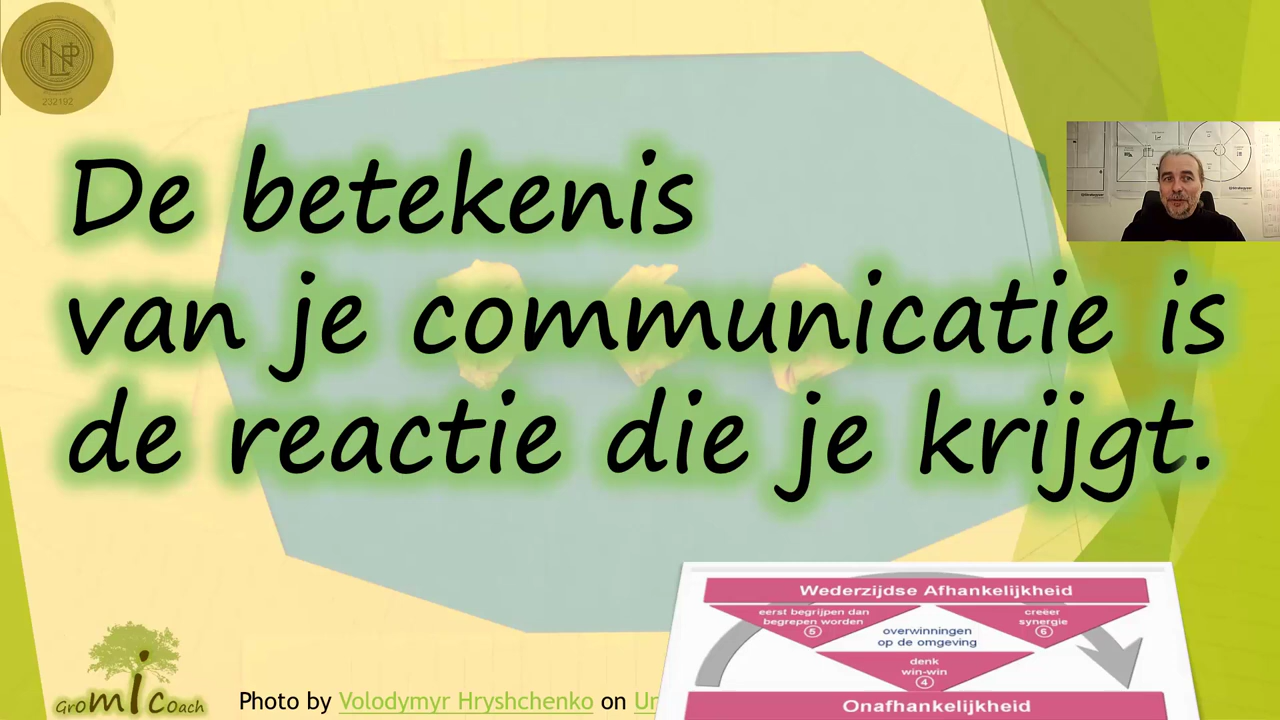 NLP
232192
De betekenis
van je communicatie is
de reactie die je krijgt.
Wederzijdse Afhankelijkheid
eerst begrijpen dan
begrepen worden
5
creëer
synergie
6
overwinningen
op de omgeving
denk
win-win
4
Onafhankelijkheid
GromiCoach
Photo by Volodymyr Hryshchenko on Un